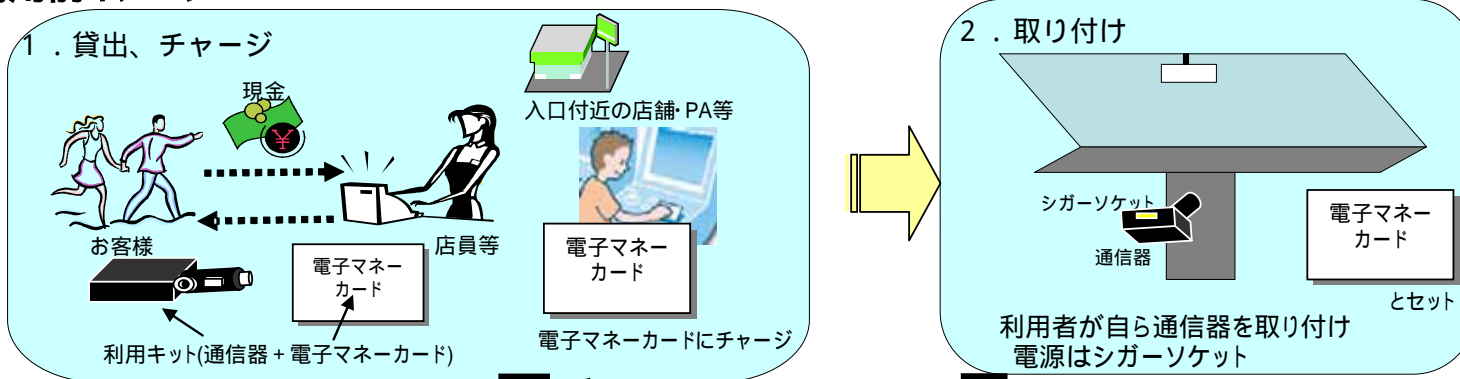 1．貸出、チャージ
現金
¥
お客様
店員等
電子マネー
カード
利用キット(通信器 + 電子マネーカード)
入口付近の店舗・PA等
電子マネー
カード
電子マネーカードにチャージ
2．取り付け
シガーソケット
通信器
電子マネー
カード
とセット
利用者が自ら通信器を取り付け
電源はシガーソケット